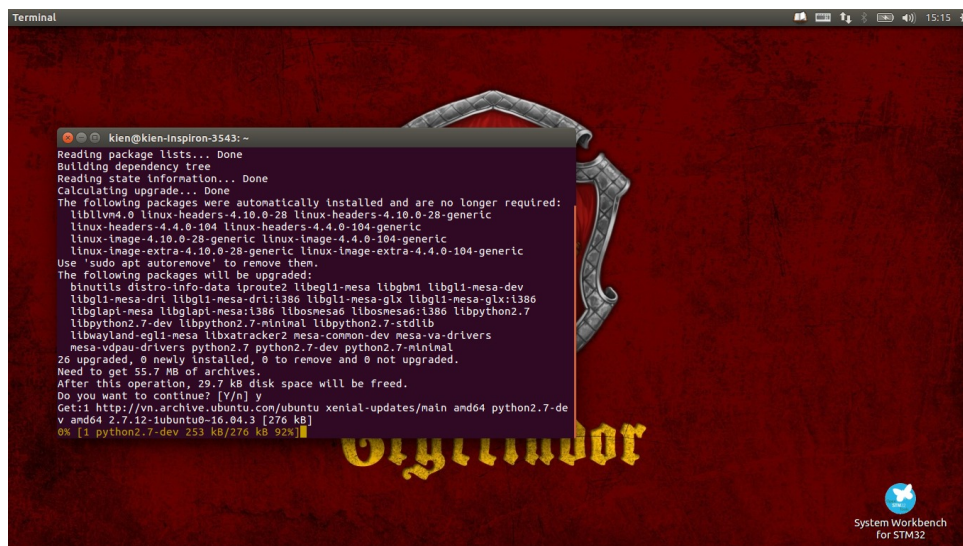 Terminal
15:15
kien@kien-Inspiron-3543: ~
Reading package lists... Done
Building dependency tree
Reading state information... Done
Calculating upgrade... Done
The following packages were automatically installed and are no longer required:
libllvm4.0 linux-headers-4.10.0-28 linux-headers-4.10.0-28-generic
linux-headers-4.4.0-104 linux-headers-4.4.0-104-generic
linux-image-4.10.0-28-generic linux-image-4.4.0-104-generic
linux-image-extra-4.10.0-28-generic linux-image-extra-4.4.0-104-generic
Use 'sudo apt autoremove' to remove them.
The following packages will be upgraded:
binutils distro-info-data iproute2 libegl1-mesa libgbm1 libgl1-mesa-dev
libgl1-mesa-dri libgl1-mesa-dri:i386 libgl1-mesa-glx libgl1-mesa-glx:i386
libglapi-mesa libglapi-mesa:i386 libosmesa6 libosmesa6:i386 libpython2.7
libpython2.7-dev libpython2.7-minimal libpython2.7-stdlib
libwayland-egl1-mesa libxatracker2 mesa-common-dev mesa-va-drivers
mesa-vdpau-drivers python2.7 python2.7-dev python2.7-minimal
26 upgraded, 0 newly installed, 0 to remove and 0 not upgraded.
Need to get 55.7 MB of archives.
After this operation, 29.7 kB disk space will be freed.
Do you want to continue? [Y/n] y
Get:1 http://vn.archive.ubuntu.com/ubuntu xenial-updates/main amd64 python2.7-de
v amd64 2.7.12-1ubuntu0~16.04.3 [276 kB]
0% [1 python2.7-dev 253 kB/276 kB 92%]
Gryffindor
System Workbench
for STM32